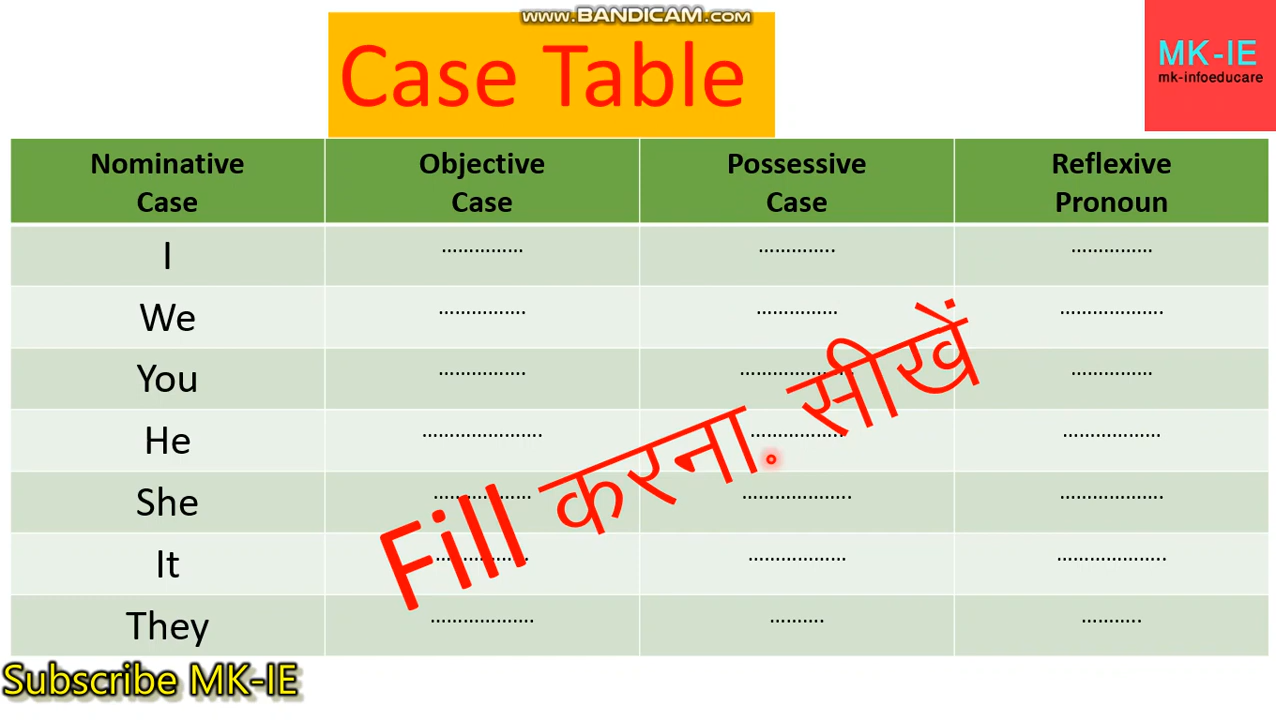 www.BANDICAM.com
Case Table
MK-IE
mk-infoeducare
Nominative Case
Objective Case
Possessive Case
Reflexive Pronoun
I
..............
..............
..............
We
..............
..............
..............
You
..............
..............
..............
He
..............
..............
..............
She
..............
..............
..............
It
..............
..............
..............
They
..............
..............
..............
Fill करना. सीखें
Subscribe MK-IE